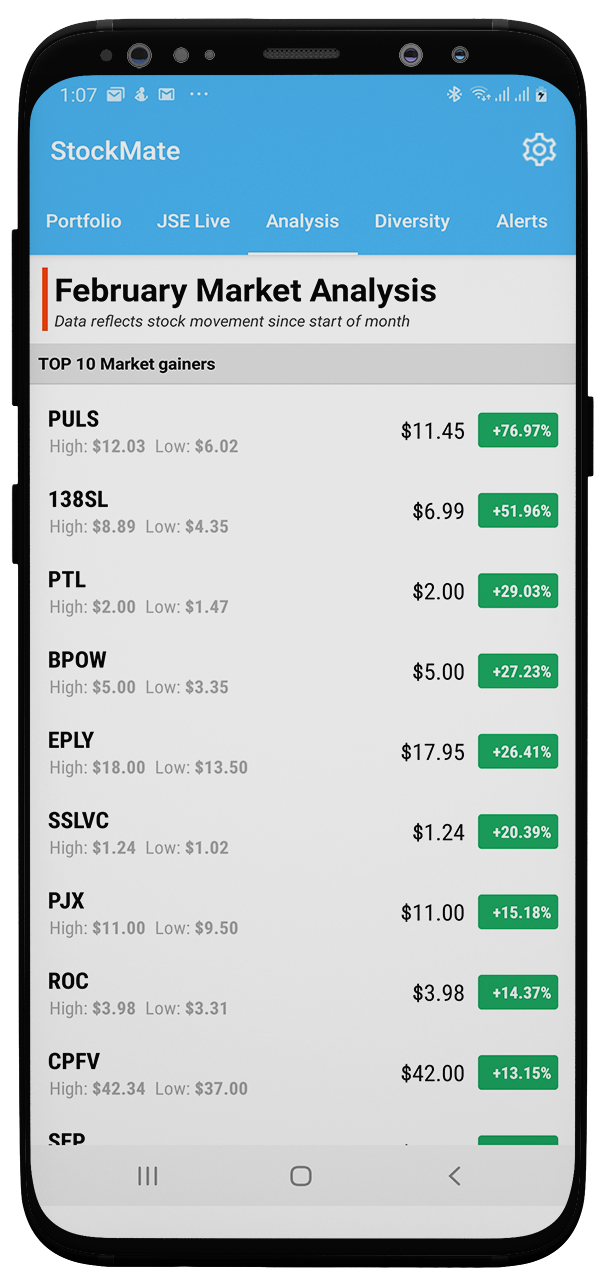 1:07
StockMate
Portfolio JSE Live Analysis Diversity Alerts
February Market Analysis
Data reflects stock movement since start of month
TOP 10 Market gainers
PULS
$11.45 +76.97%
High: $12.03 Low: $6.02
138SL
$6.99 +51.96%
High: $8.89 Low: $4.35
PTL
$2.00 +29.03%
High: $2.00 Low: $1.47
BPOW
$5.00 +27.23%
High: $5.00 Low: $3.35
EPLY
$17.95 +26.41%
High: $18.00 Low: $13.50
SSLVC
$1.24 +20.39%
High: $1.24 Low: $1.02
PJX
$11.00 +15.18%
High: $11.00 Low: $9.50
ROC
$3.98 +14.37%
High: $3.98 Low: $3.31
CPFV
$42.00 +13.15%
High: $42.34 Low: $37.00